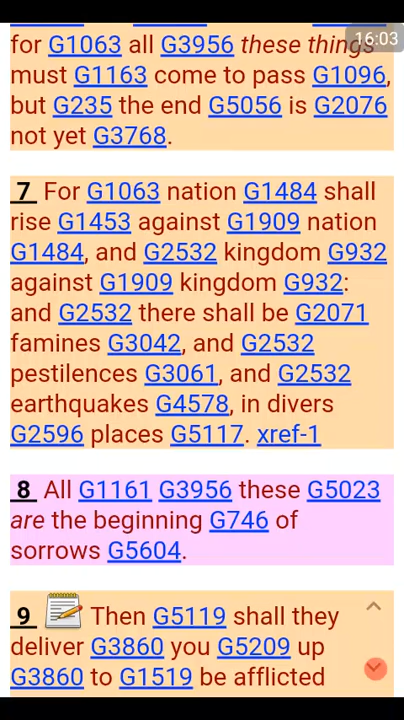 16:03
for G1063 all G3956 these things
must G1163 come to pass G1096,
but G235 the end G5056 is G2076
not yet G3768.
7 For G1063 nation G1484 shall
rise G1453 against G1909 nation
G1484, and G2532 kingdom G932
against G1909 kingdom G932:
and G2532 there shall be G2071
famines G3042, and G2532
pestilences G3061, and G2532
earthquakes G4578, in divers
G2596 places G5117. xref-1
8 All G1161 G3956 these G5023
are the beginning G746 of
sorrows G5604.
9 Then G5119 shall they
deliver G3860 you G5209 up
G3860 to G1519 be afflicted